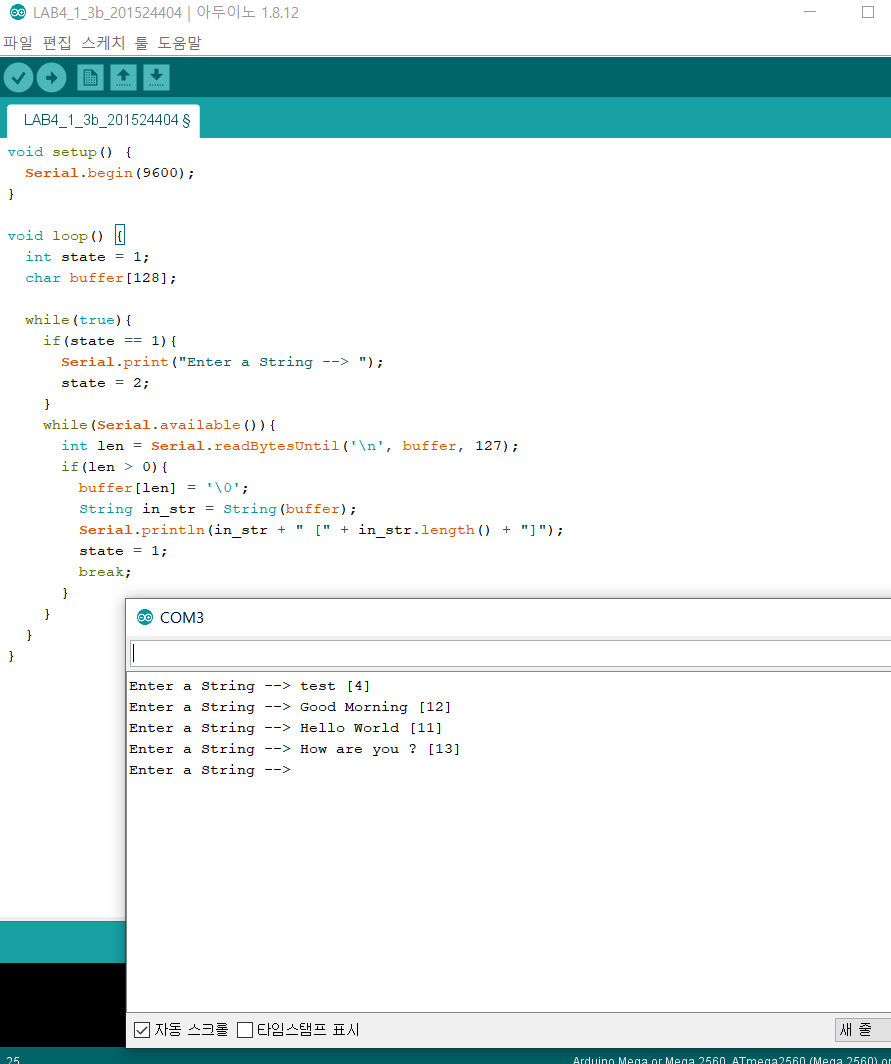 LAB4_1_3b_201524404 | 아두이노 1.8.12
파일 편집 스케치 툴 도움말
LAB4_1_3b_201524404 §
void setup() {
  Serial.begin(9600);
}
void loop() {
  int state = 1;
  char buffer[128];
  while(true){
    if(state == 1){
      Serial.print("Enter a String --> ");
      state = 2;
    }
    while(Serial.available()){
      int len = Serial.readBytesUntil('\n', buffer, 127);
      if(len > 0){
        buffer[len] = '\0';
        String in_str = String(buffer);
        Serial.println(in_str + " [" + in_str.length() + "]");
        state = 1;
        break;
      }
    }
  }
}
COM3
Enter a String --> test [4]
Enter a String --> Good Morning [12]
Enter a String --> Hello World [11]
Enter a String --> How are you ? [13]
Enter a String -->
자동 스크롤 타임스탬프 표시
새 줄
25
Arduino Mega or Mega 2560, ATmega2560 (Mega 2560) on